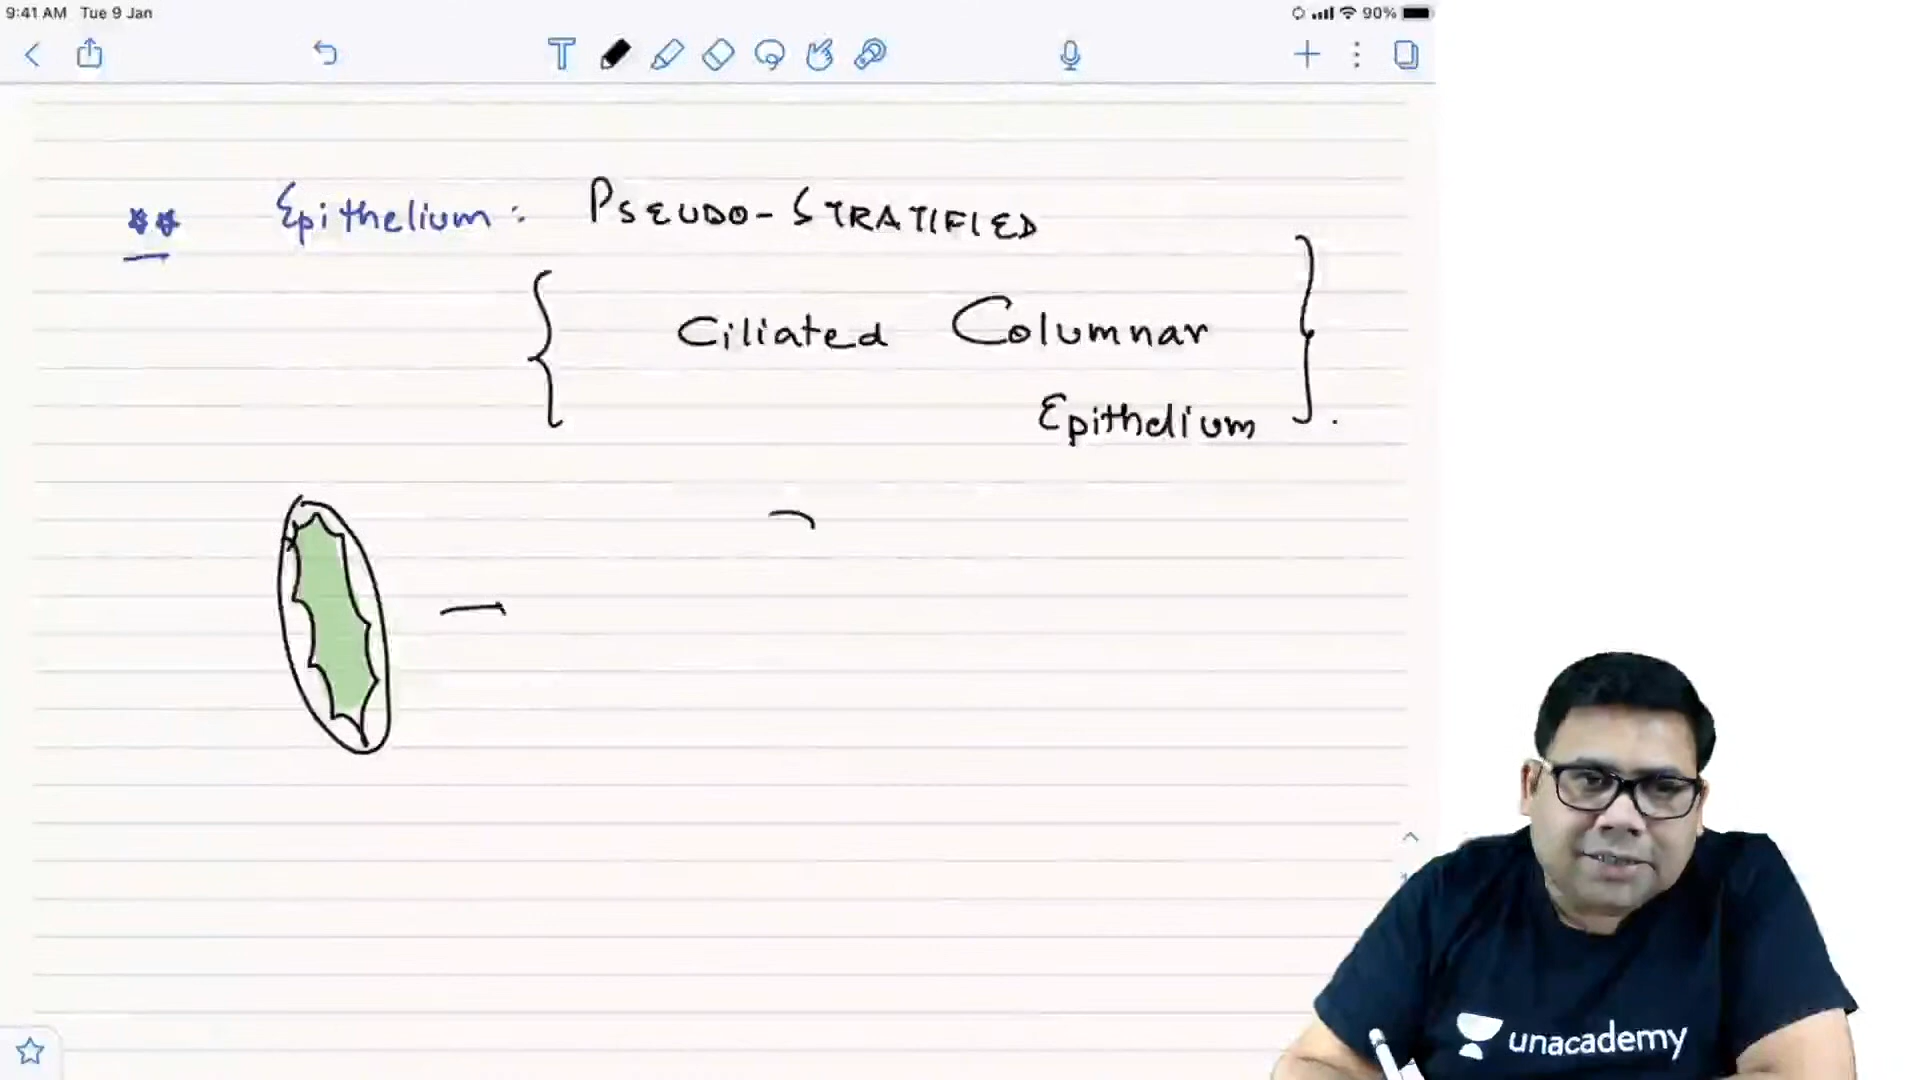 9:41 AM Tue 9 Jan
90%
** Epithelium: PSEUDO-STRATIFIED
Ciliated Columnar
Epithelium
unacademy